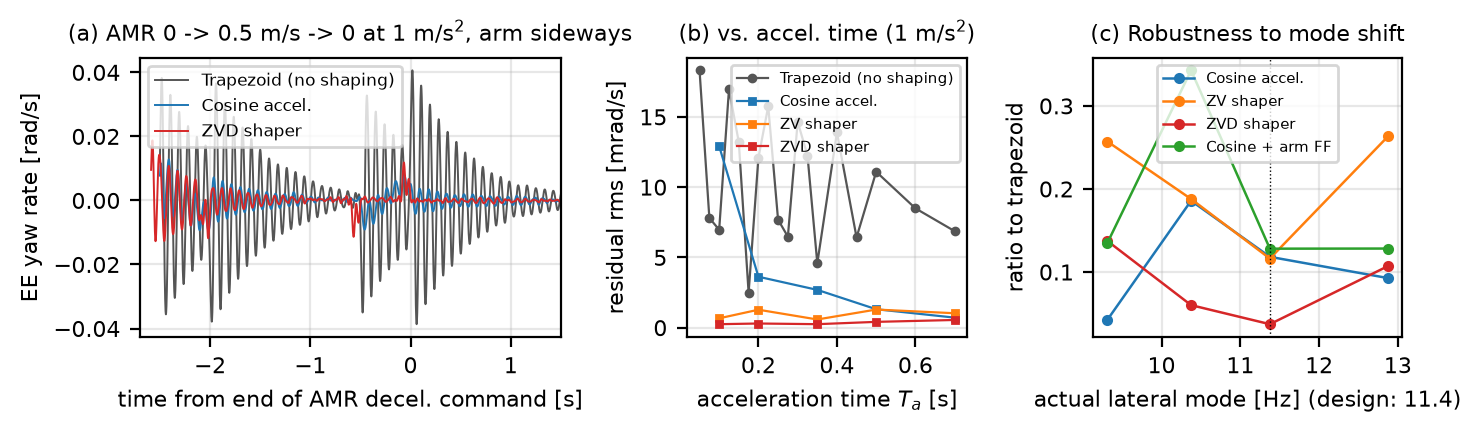 (a) AMR 0 -> 0.5 m/s -> 0 at 1 m/s², arm sideways
EE yaw rate [rad/s]
0.04
0.02
0.00
−0.02
−0.04
Trapezoid (no shaping)
Cosine accel.
ZVD shaper
−2
−1
0
1
time from end of AMR decel. command [s]
(b) vs. accel. time (1 m/s²)
residual rms [mrad/s]
15
10
5
0
Trapezoid (no shaping)
Cosine accel.
ZV shaper
ZVD shaper
0.2
0.4
0.6
acceleration time Tₐ [s]
(c) Robustness to mode shift
ratio to trapezoid
0.3
0.2
0.1
Cosine accel.
ZV shaper
ZVD shaper
Cosine + arm FF
10
11
12
13
actual lateral mode [Hz] (design: 11.4)